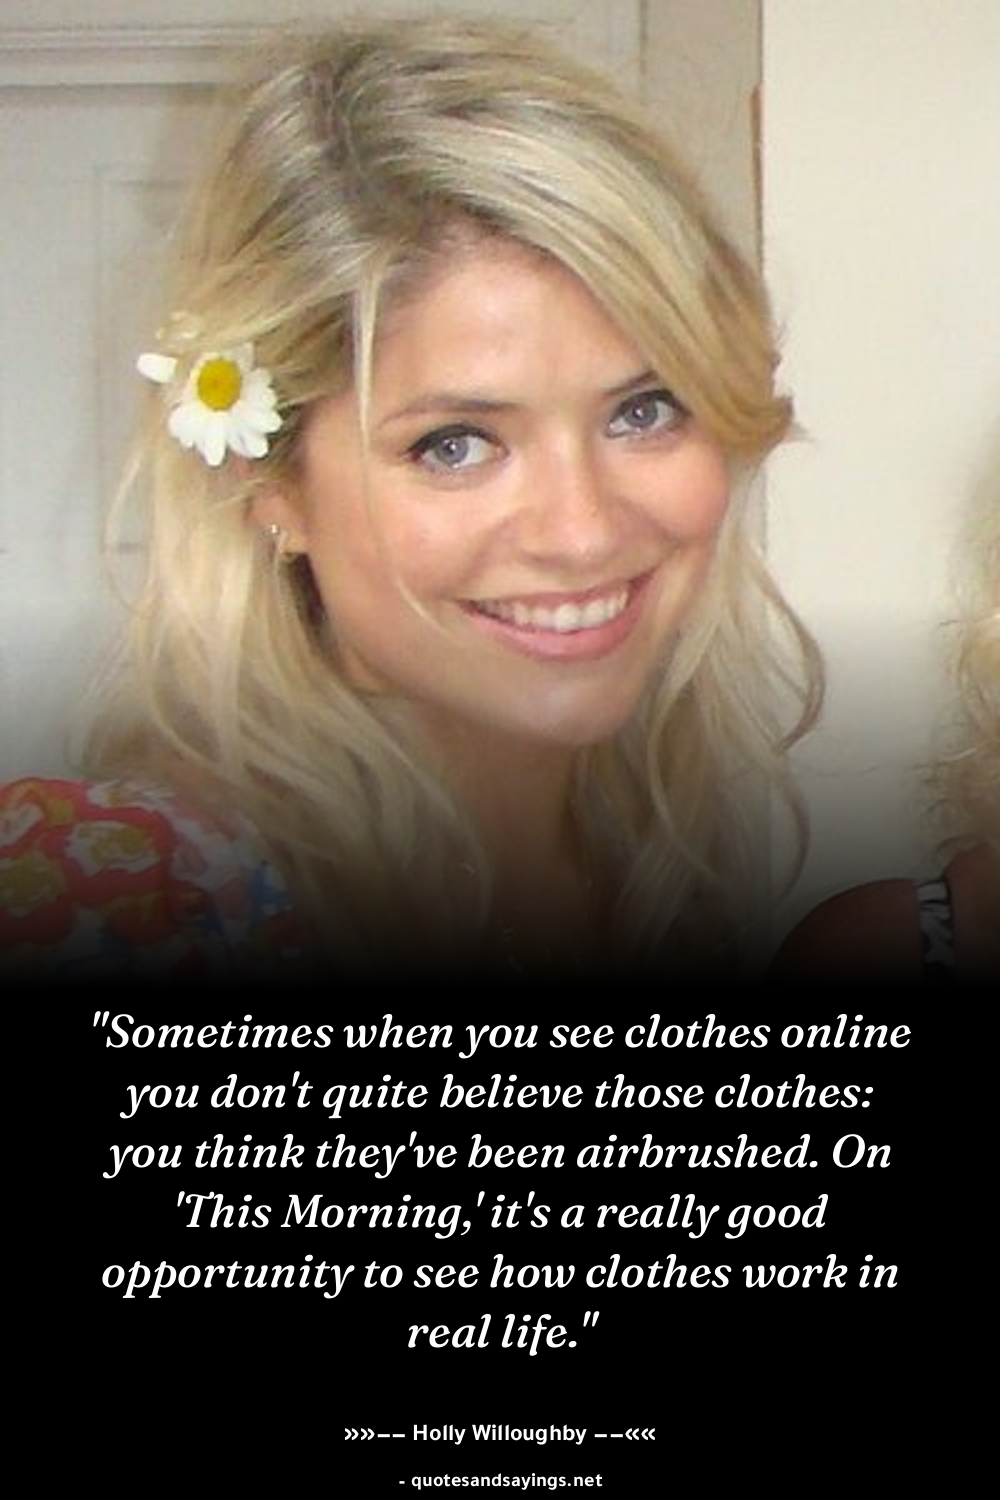 "Sometimes when you see clothes online
you don't quite believe those clothes:
you think they've been airbrushed. On
'This Morning,' it's a really good
opportunity to see how clothes work in
real life."
»»-- Holly Willoughby --««
- quotesandsayings.net